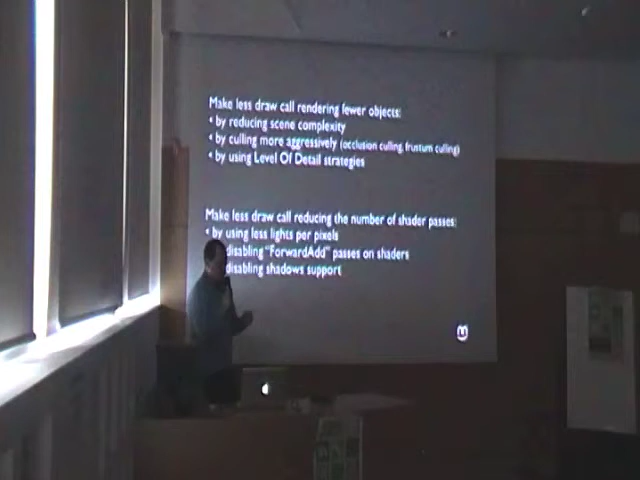 Make less draw call rendering fewer objects:
• by reducing scene complexity
• by culling more aggressively (occlusion culling, frustum culling)
• by using Level Of Detail strategies
Make less draw call reducing the number of shader passes:
• by using less lights per pixels
disabling "ForwardAdd" passes on shaders
disabling shadows support